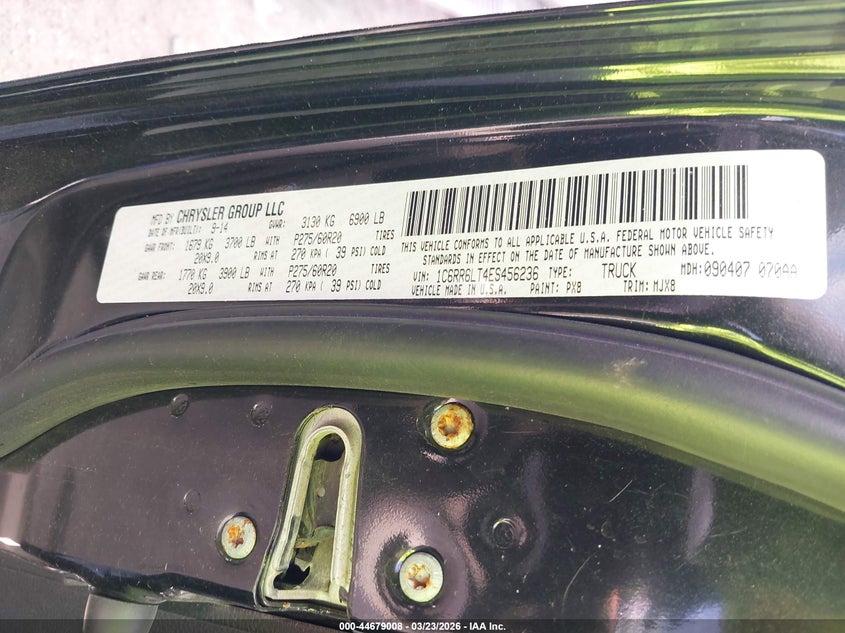 MFD BY CHRYSLER GROUP LLC
DATE OF MFR(BUILT): 9-14 GVWR: 3130 KG 6900 LB
GAWR FRONT: 1679 KG 3700 LB WITH P275/60R20 TIRES
20X9.0 RIMS AT 270 KPA ( 39 PSI) COLD
GAWR REAR: 1770 KG 3900 LB WITH P275/60R20 TIRES
20X9.0 RIMS AT 270 KPA ( 39 PSI) COLD
THIS VEHICLE CONFORMS TO ALL APPLICABLE U.S.A. FEDERAL MOTOR VEHICLE SAFETY
STANDARDS IN EFFECT ON THE DATE OF MANUFACTURE SHOWN ABOVE.
VIN: 1C6RR6LT4ES456236 TYPE: TRUCK MDH: 090407 070AA
VEHICLE MADE IN U.S.A. PAINT: PX8 TRIM: MJX8
000-44679008 - 03/23/2026 - IAA Inc.